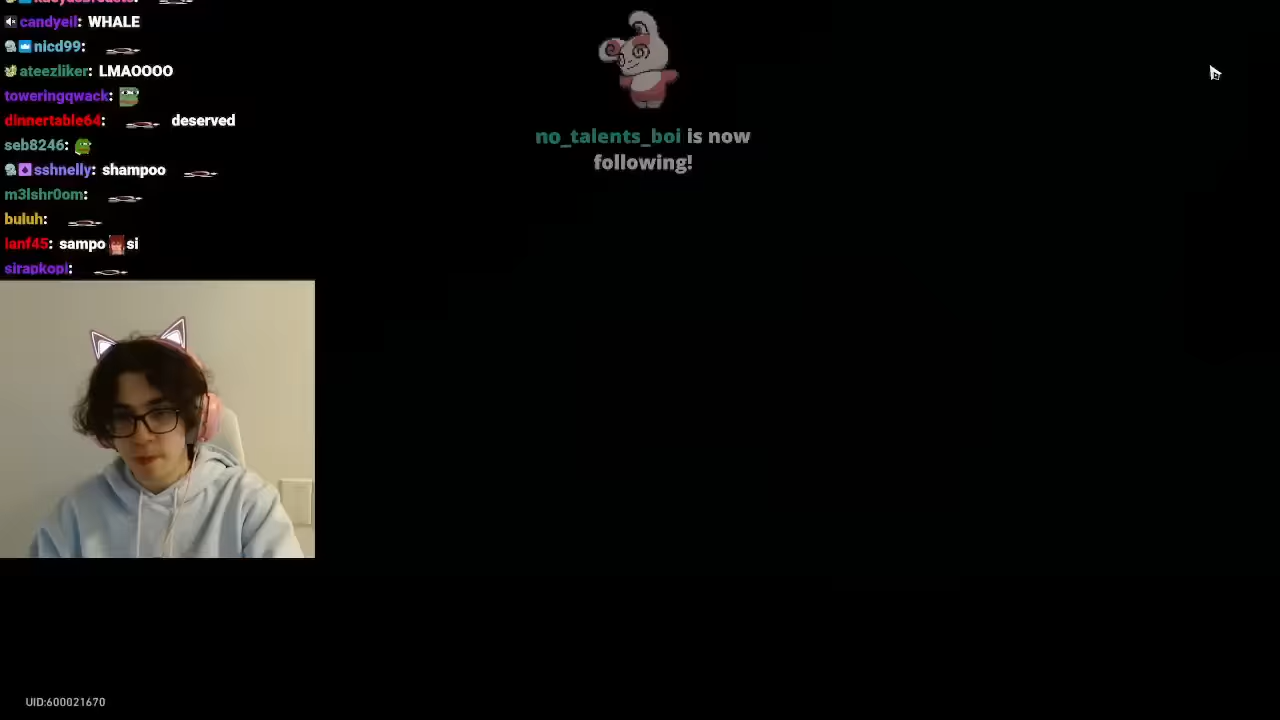 candyeil: WHALE
nicd99:
ateezliker: LMAOOOO
toweringqwack:
dinnertable64: deserved
seb8246:
sshnelly: shampoo
m3lshr0om:
buluh:
lanf45: sampo si
sirapkopi:
no_talents_boi is now
following!
UID:600021670